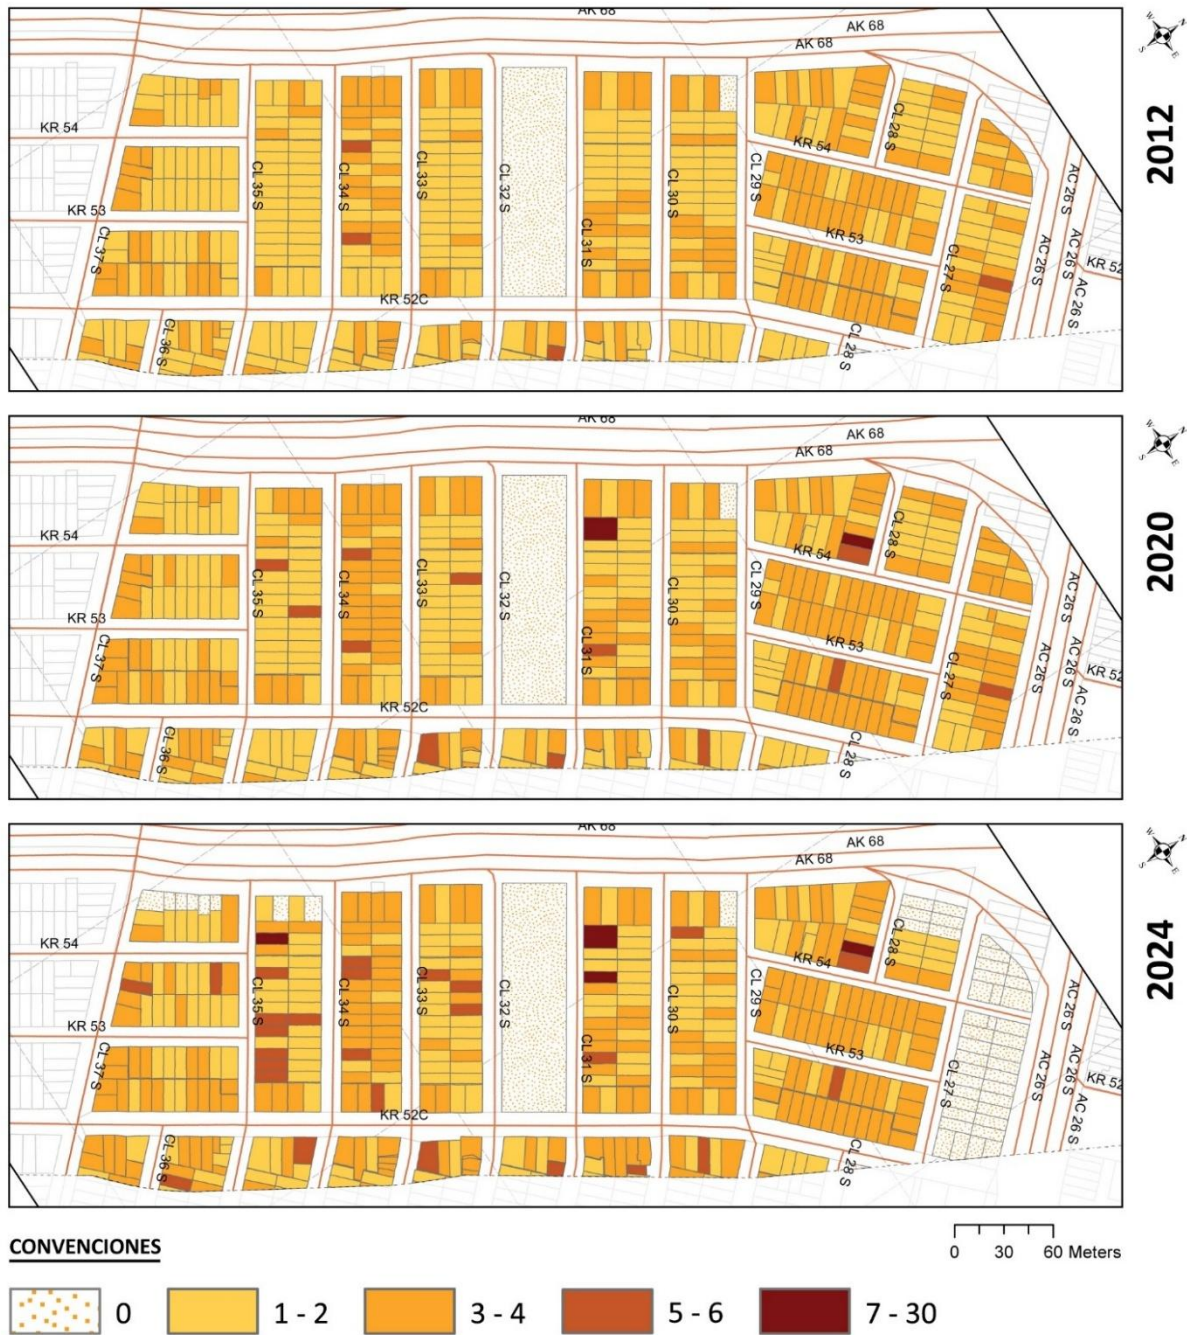 AK 68
AK 68
AK 68
W
N
S
E
2012
KR 54
CL 35 S
CL 34 S
CL 33 S
CL 32 S
CL 31 S
CL 30 S
CL 29 S
KR 54
CL 28 S
KR 53
CL 37 S
KR 53
CL 27 S
AC 26 S
AC 26 S
AC 26 S
AC 26 S
KR 52
KR 52C
CL 36 S
CL 28 S
AK 68
AK 68
AK 68
W
N
S
E
2020
KR 54
CL 35 S
CL 34 S
CL 33 S
CL 32 S
CL 31 S
CL 30 S
CL 29 S
KR 54
CL 28 S
KR 53
CL 37 S
KR 53
CL 27 S
AC 26 S
AC 26 S
AC 26 S
AC 26 S
KR 52
KR 52C
CL 36 S
CL 28 S
AK 68
AK 68
AK 68
W
N
S
E
2024
KR 54
CL 35 S
CL 34 S
CL 33 S
CL 32 S
CL 31 S
CL 30 S
CL 29 S
KR 54
CL 28 S
KR 53
CL 37 S
KR 53
CL 27 S
AC 26 S
AC 26 S
AC 26 S
AC 26 S
KR 52
KR 52C
CL 36 S
CL 28 S
CONVENCIONES
0 30 60 Meters
0 1 - 2 3 - 4 5 - 6 7 - 30